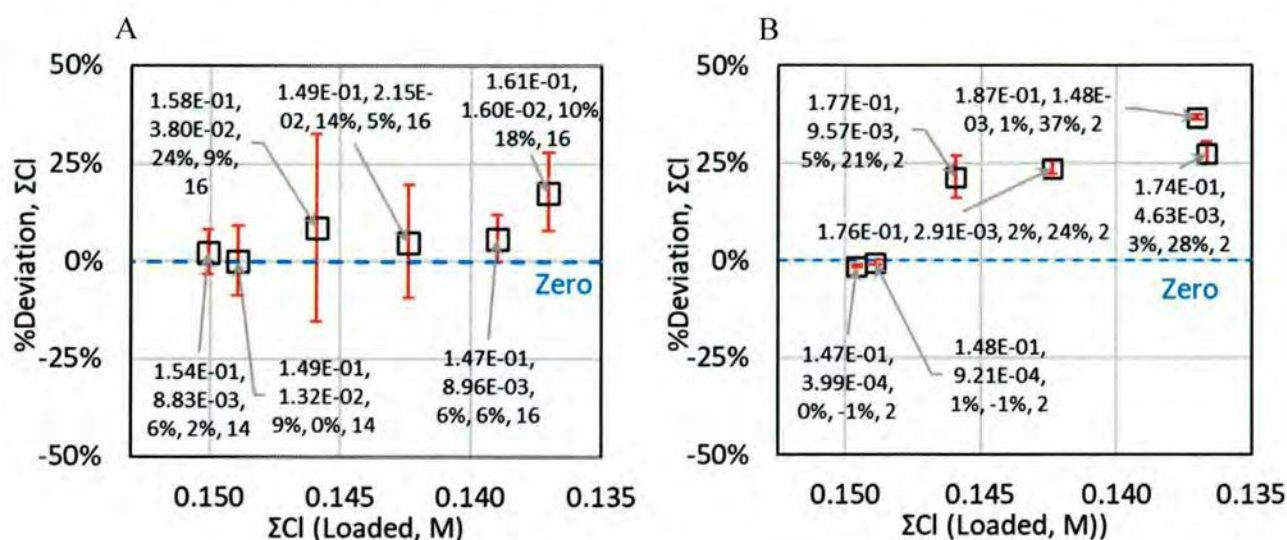 A
%Deviation, ΣCl
50%
25%
0%
-25%
-50%
1.58E-01,
3.80E-02,
24%, 9%,
16
1.49E-01, 2.15E-
02, 14%, 5%, 16
1.61E-01,
1.60E-02, 10%,
18%, 16
Zero
1.54E-01,
8.83E-03,
6%, 2%, 14
1.49E-01,
1.32E-02,
9%, 0%, 14
1.47E-01,
8.96E-03,
6%, 6%, 16
0.150
0.145
0.140
0.135
ΣCl (Loaded, M)
B
%Deviation, ΣCl
50%
25%
0%
-25%
-50%
1.77E-01,
9.57E-03,
5%, 21%, 2
1.87E-01, 1.48E-
03, 1%, 37%, 2
1.76E-01, 2.91E-03, 2%, 24%, 2
1.74E-01,
4.63E-03,
3%, 28%, 2
Zero
1.47E-01,
3.99E-04,
0%, -1%, 2
1.48E-01,
9.21E-04,
1%, -1%, 2
0.150
0.145
0.140
0.135
ΣCl (Loaded, M))